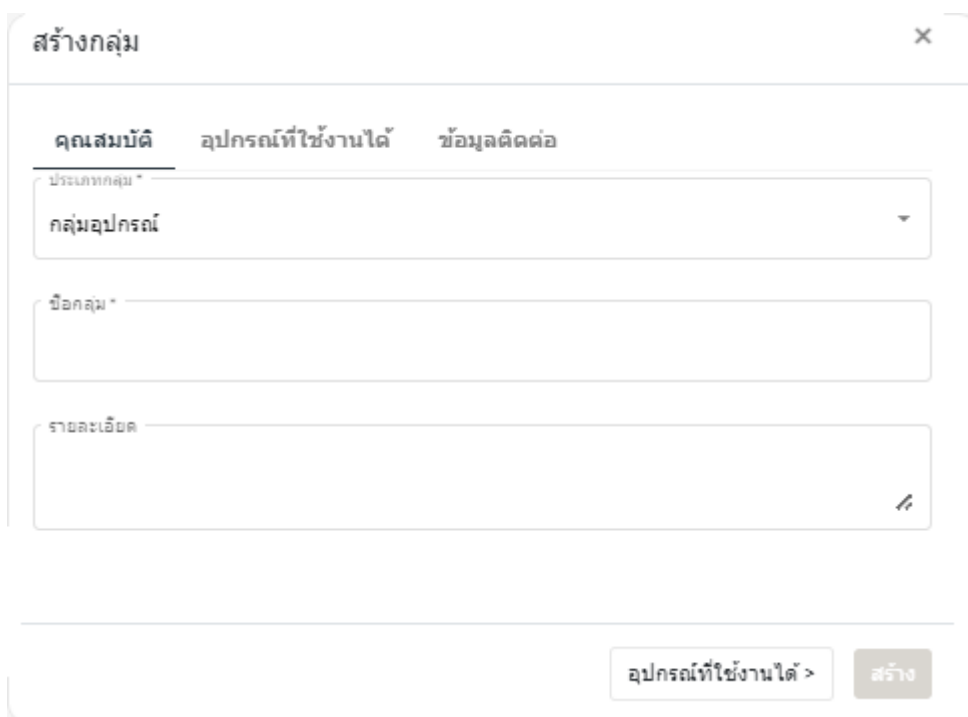 สร้างกลุ่ม ×
คุณสมบัติ อุปกรณ์ที่ใช้งานได้ ข้อมูลติดต่อ
ประเภทกลุ่ม *
กลุ่มอุปกรณ์
ชื่อกลุ่ม *
รายละเอียด
อุปกรณ์ที่ใช้งานได้ > สร้าง